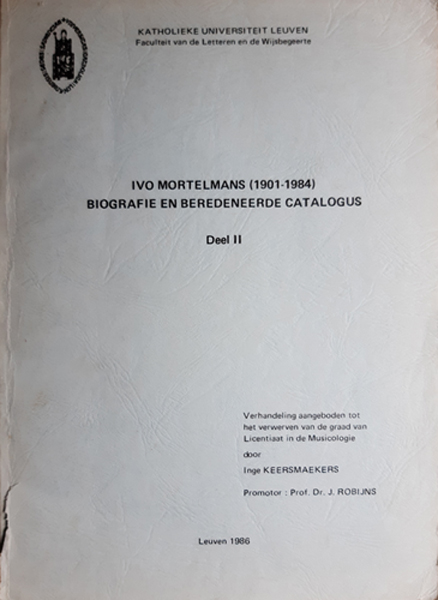 KATHOLIEKE UNIVERSITEIT LEUVEN
Faculteit van de Letteren en de Wijsbegeerte
IVO MORTELMANS (1901-1984)
BIOGRAFIE EN BEREDENEERDE CATALOGUS
Deel II
Verhandeling aangeboden tot
het verwerven van de graad van
Licentiaat in de Musicologie
door
Inge KEERSMAEKERS
Promotor : Prof. Dr. J. ROBIJNS
Leuven 1986